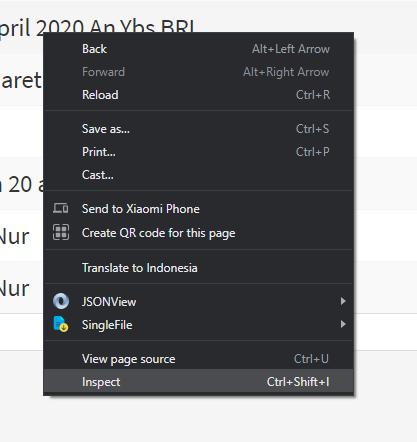 pril 2020 An Ybs BRI
Back Alt+Left Arrow
Forward Alt+Right Arrow
aret
Reload Ctrl+R
Save as... Ctrl+S
Print... Ctrl+P
Cast...
20 a
Send to Xiaomi Phone
Create QR code for this page
Nur
Translate to Indonesia
Nur
JSONView
SingleFile
View page source Ctrl+U
Inspect Ctrl+Shift+I